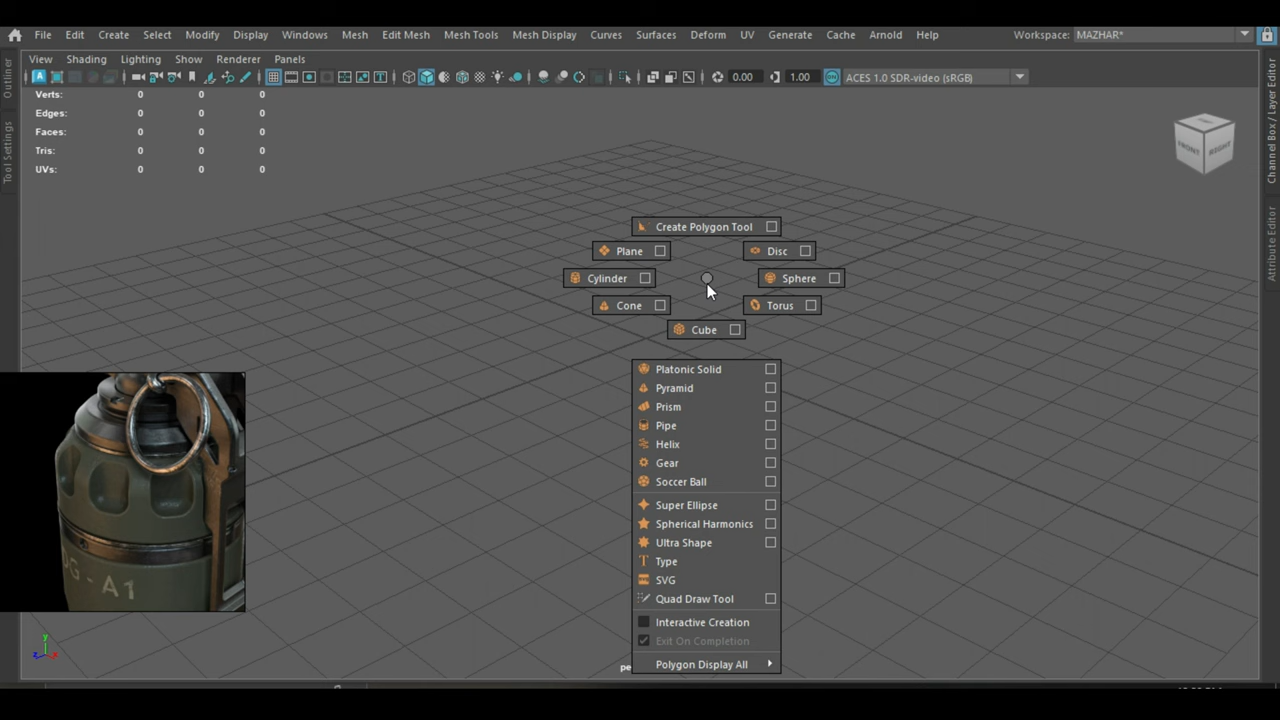 File Edit Create Select Modify Display Windows Mesh Edit Mesh Mesh Tools Mesh Display Curves Surfaces Deform UV Generate Cache Arnold Help Workspace: MAZHAR*
View Shading Lighting Show Renderer Panels
0.00 1.00 ON ACES 1.0 SDR-video (sRGB)
Outliner
Tool Settings
Verts: 0 0 0
Edges: 0 0 0
Faces: 0 0 0
Tris: 0 0 0
UVs: 0 0 0
FRONT RIGHT
Channel Box / Layer Editor
Attribute Editor
Create Polygon Tool
Plane Disc
Cylinder Sphere
Cone Torus
Cube
Platonic Solid
Pyramid
Prism
Pipe
Helix
Gear
Soccer Ball
Super Ellipse
Spherical Harmonics
Ultra Shape
Type
SVG
Quad Draw Tool
Interactive Creation
Exit On Completion
Polygon Display All
OG - A1
y
z x
pe